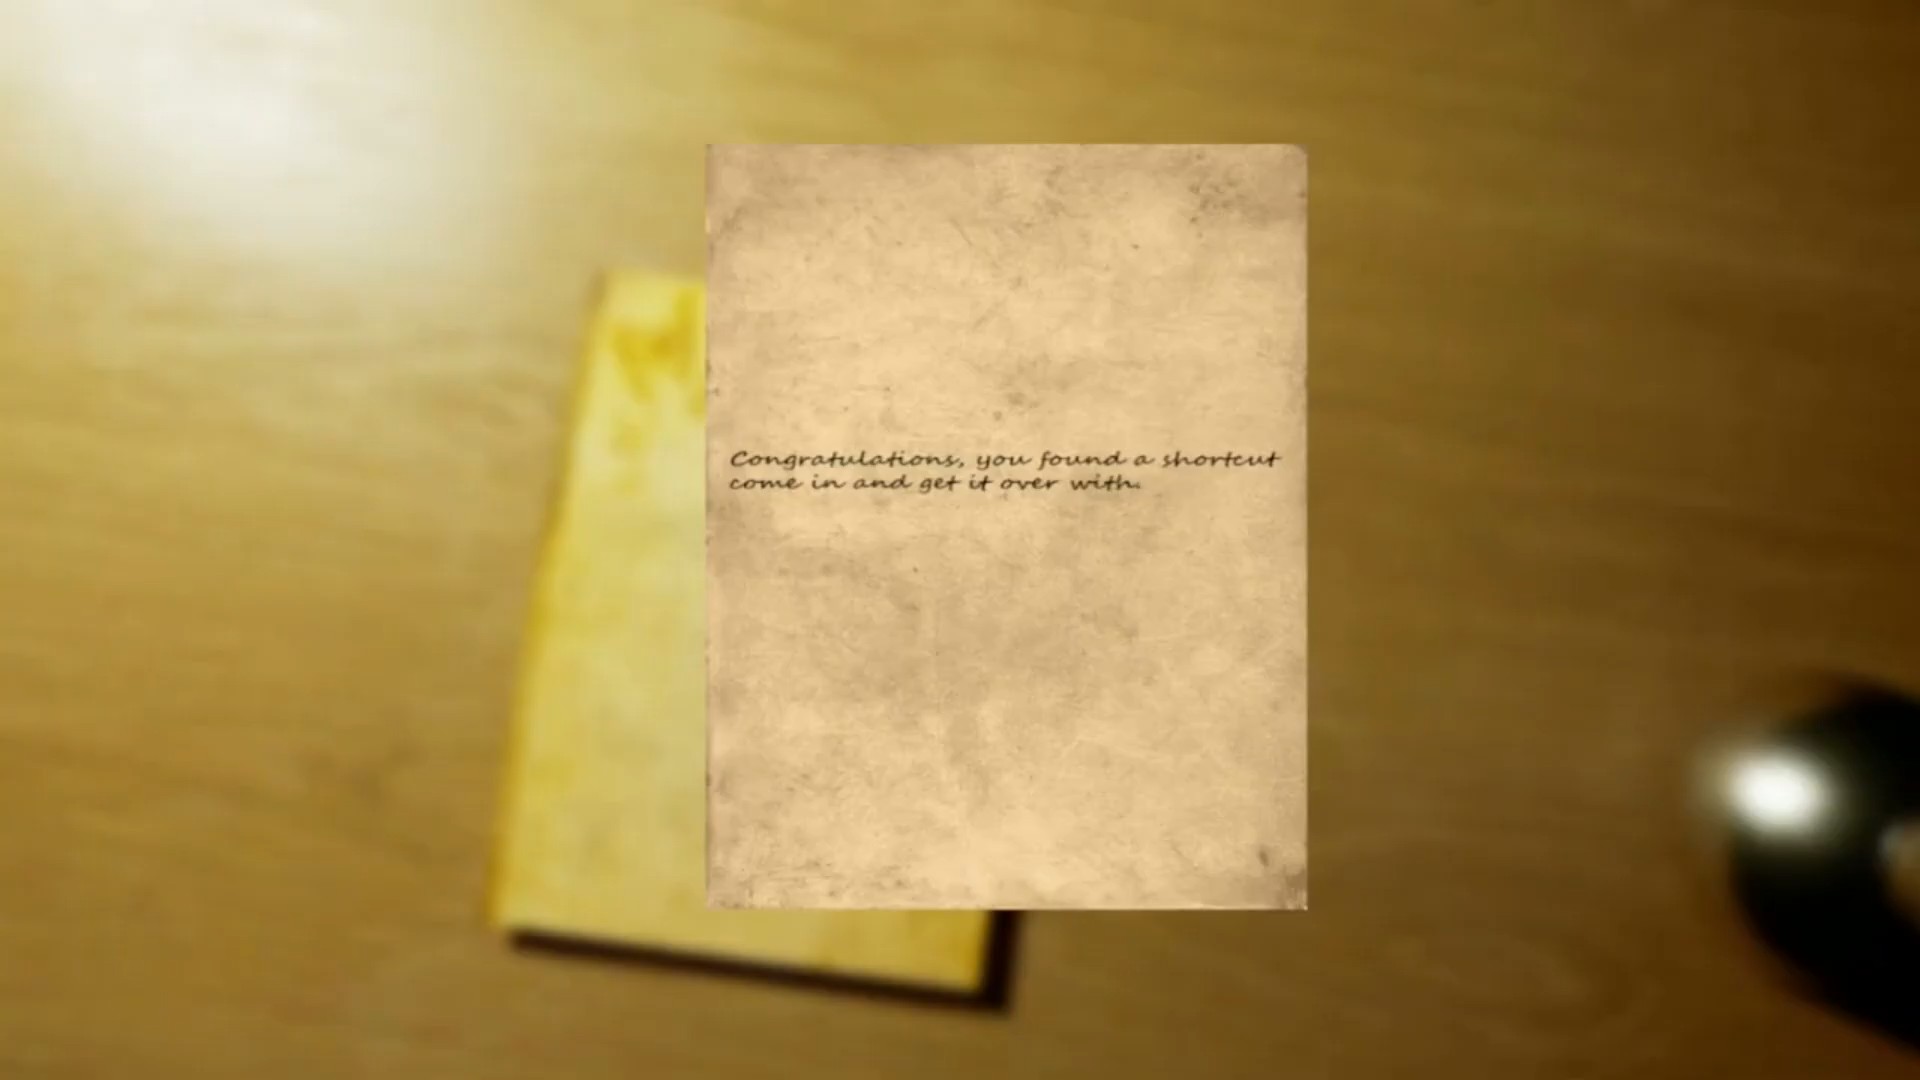 Congratulations, you found a shortcut
come in and get it over with.